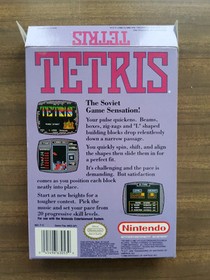 TETRIS
TETRIS
The Soviet
Game Sensation!
Your pulse quickens. Beams,
boxes, zig-zags and "L" shaped
building blocks drop relentlessly
down a narrow passage.
You quickly spin, shift, and align
the shapes then slide them in for
a perfect fit.
It's challenging and the pace is
demanding. But satisfaction
comes as you position each block
neatly into place.
Start at new heights for a
tougher contest. Pick the
music and set your pace from
20 progressive skill levels.
Nintendo